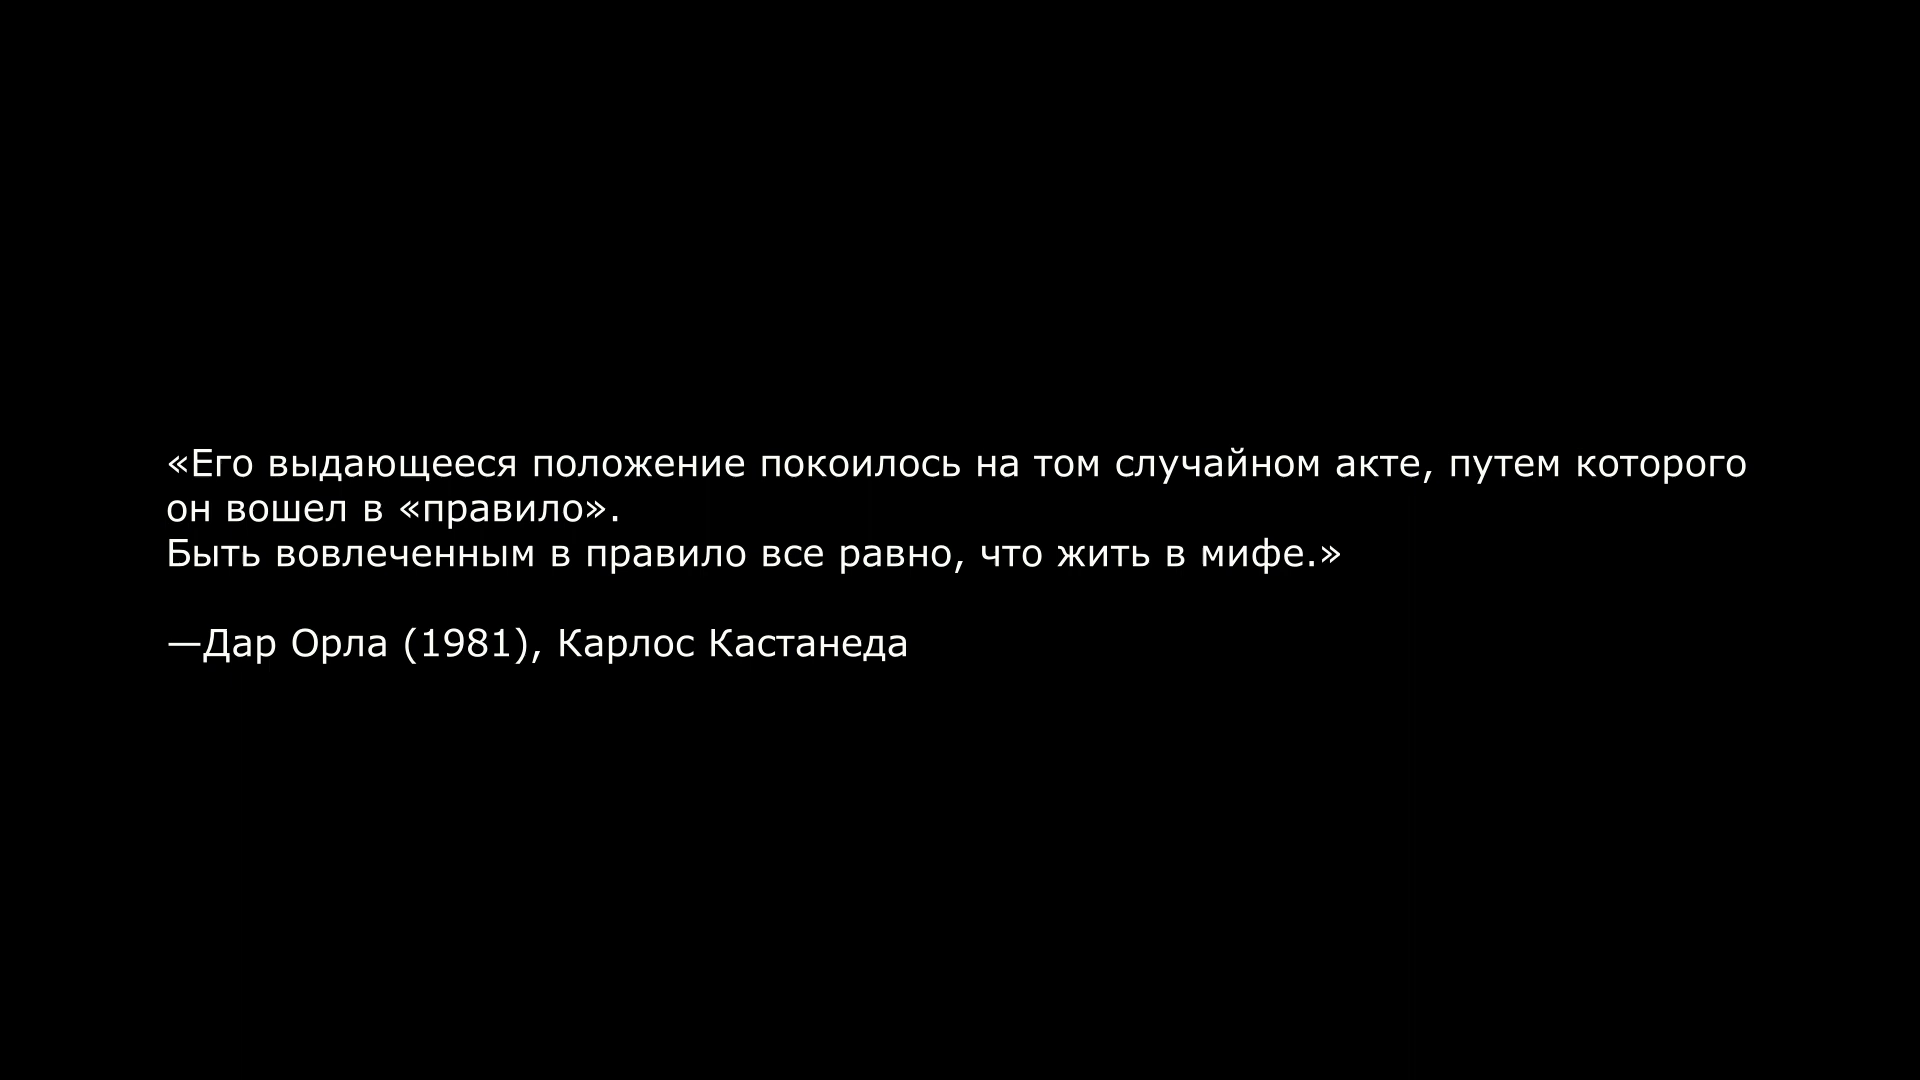 «Его выдающееся положение покоилось на том случайном акте, путем которого
он вошел в «правило».
Быть вовлеченным в правило все равно, что жить в мифе.»
—Дар Орла (1981), Карлос Кастанеда